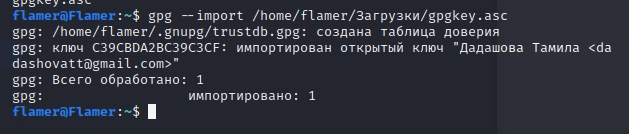 gpgkey.asc
flamer@Flamer:~$ gpg --import /home/flamer/Загрузки/gpgkey.asc
gpg: /home/flamer/.gnupg/trustdb.gpg: создана таблица доверия
gpg: ключ C39CBDA2BC39C3CF: импортирован открытый ключ "Дадашова Тамила <da
dashovatt@gmail.com>"
gpg: Всего обработано: 1
gpg:               импортировано: 1
flamer@Flamer:~$